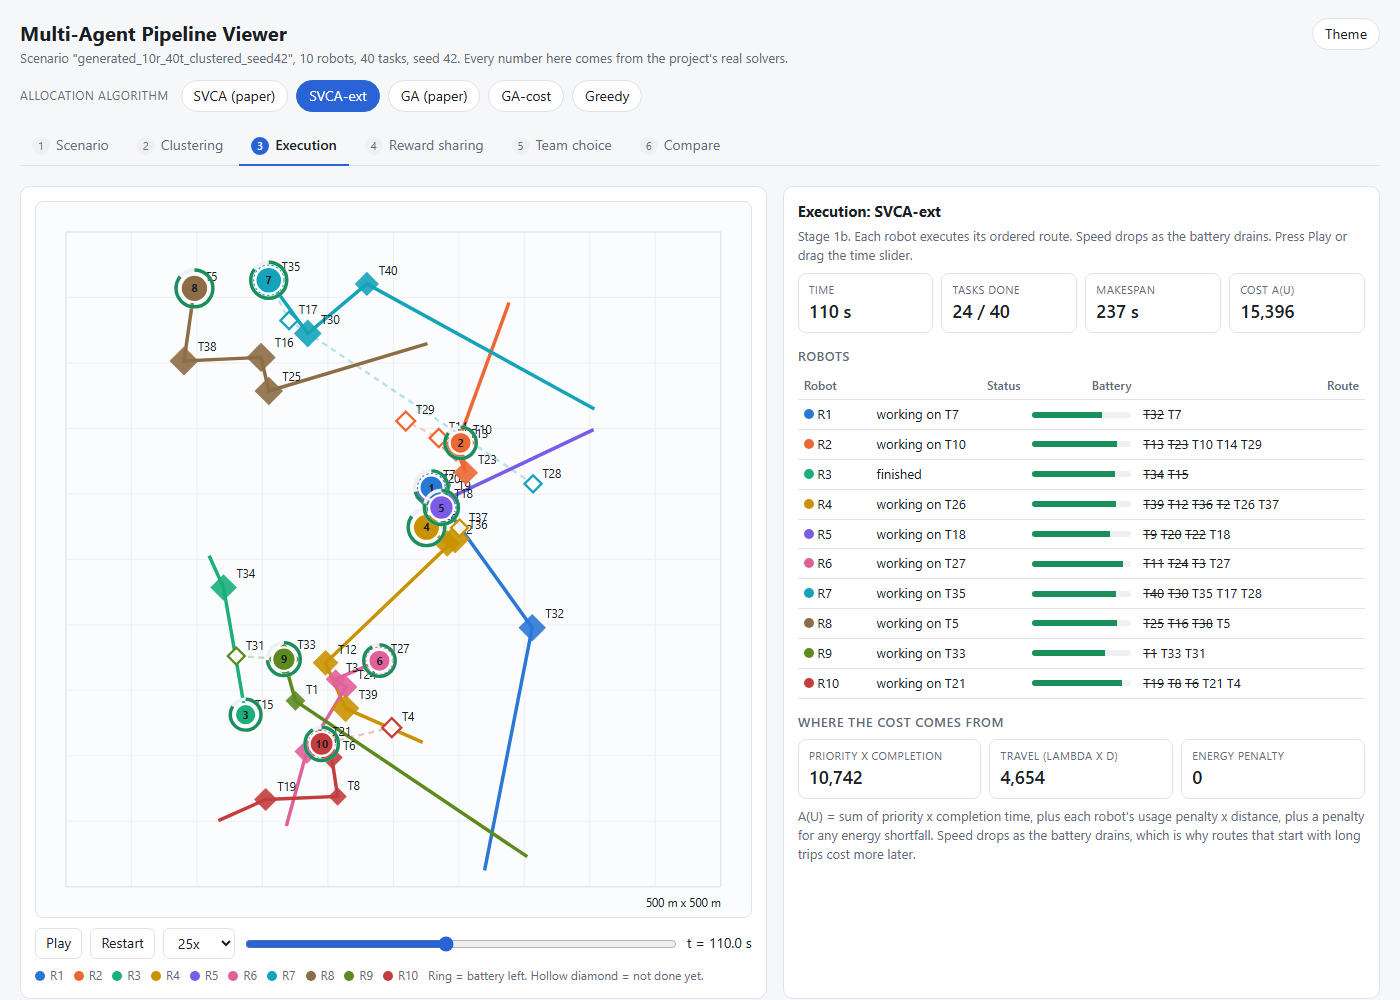 Multi-Agent Pipeline Viewer
Theme
Scenario "generated_10r_40t_clustered_seed42", 10 robots, 40 tasks, seed 42. Every number here comes from the project's real solvers.
ALLOCATION ALGORITHM SVCA (paper) SVCA-ext GA (paper) GA-cost Greedy
1 Scenario 2 Clustering 3 Execution 4 Reward sharing 5 Team choice 6 Compare
T35
T40
8
7
T17
T30
T38
T16
T25
T29
T10
2
T23
T28
1
5
T18
T37
4
T36
T34
T32
T31
9
T33
T12
6
T27
T1
T39
3
T15
T4
T21
10
T6
T19
T8
500 m x 500 m
Play Restart 25x t = 110.0 s
R1 R2 R3 R4 R5 R6 R7 R8 R9 R10 Ring = battery left. Hollow diamond = not done yet.
Execution: SVCA-ext
Stage 1b. Each robot executes its ordered route. Speed drops as the battery drains. Press Play or
drag the time slider.
TIME TASKS DONE MAKESPAN COST A(U)
110 s 24 / 40 237 s 15,396
ROBOTS
Robot Status Battery Route
R1 working on T7 T32 T7
R2 working on T10 T13 T23 T10 T14 T29
R3 finished T34 T15
R4 working on T26 T39 T12 T36 T2 T26 T37
R5 working on T18 T9 T20 T22 T18
R6 working on T27 T11 T24 T3 T27
R7 working on T35 T40 T30 T35 T17 T28
R8 working on T5 T25 T16 T38 T5
R9 working on T33 T1 T33 T31
R10 working on T21 T19 T8 T6 T21 T4
WHERE THE COST COMES FROM
PRIORITY X COMPLETION TRAVEL (LAMBDA X D) ENERGY PENALTY
10,742 4,654 0
A(U) = sum of priority x completion time, plus each robot's usage penalty x distance, plus a penalty
for any energy shortfall. Speed drops as the battery drains, which is why routes that start with long
trips cost more later.